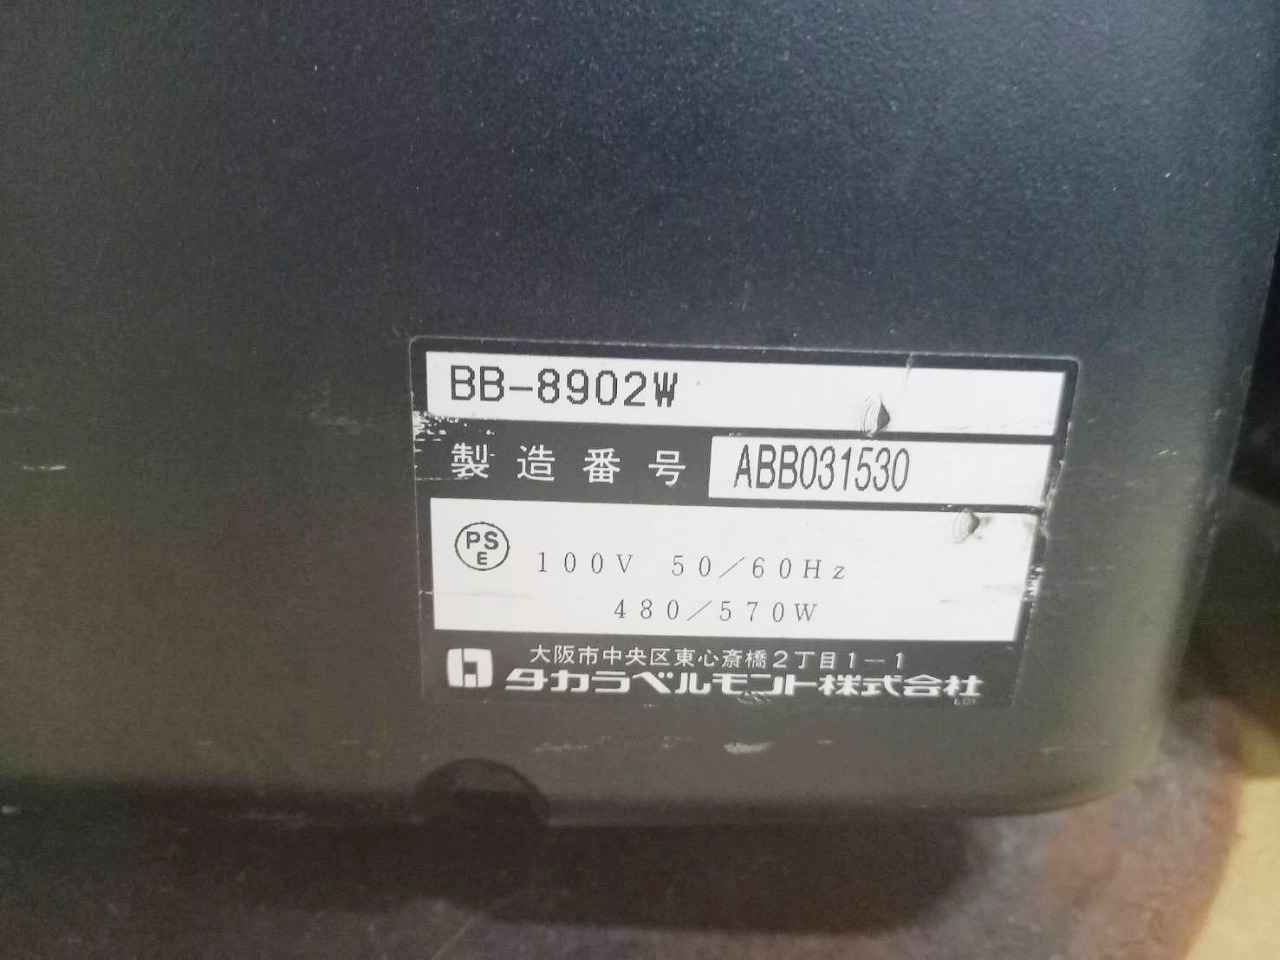 BB-8902W
製造番号 ABB031530
PS
E
100V 50/60Hz
480/570W
大阪市中央区東心斎橋2丁目1-1
タカラベルモント株式会社